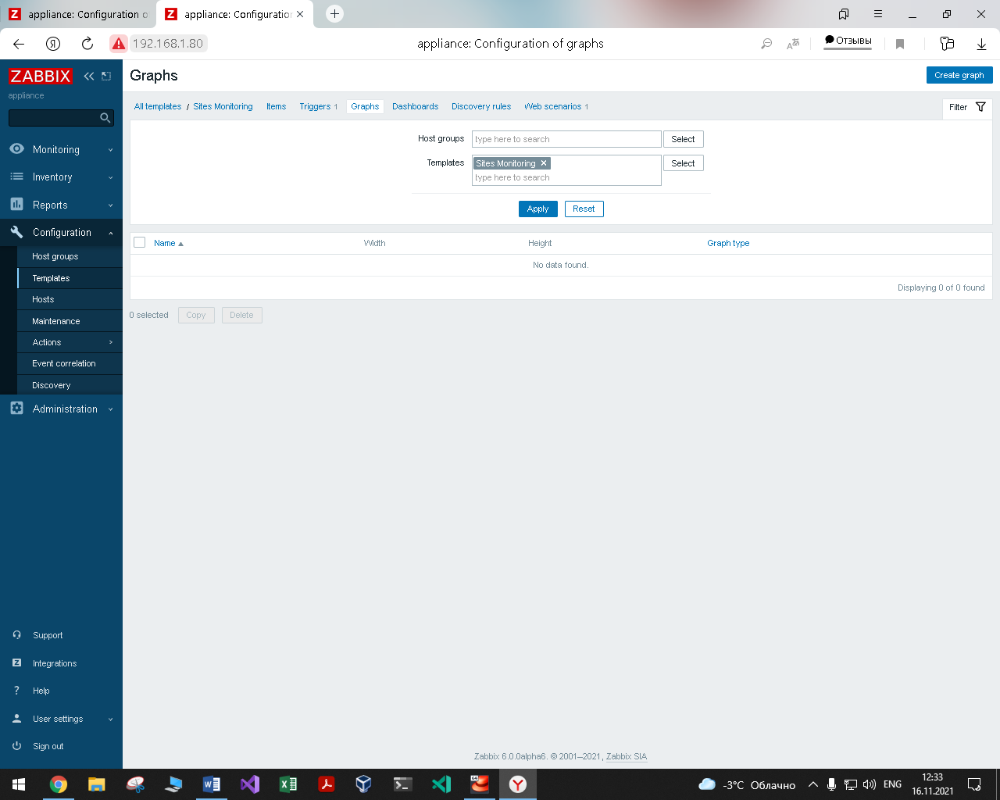 appliance: Configuration o
appliance: Configuration
192.168.1.80
appliance: Configuration of graphs
Отзывы
ZABBIX
appliance
Monitoring
Inventory
Reports
Configuration
Host groups
Templates
Hosts
Maintenance
Actions
Event correlation
Discovery
Administration
Support
Integrations
Help
User settings
Sign out
Graphs
Create graph
All templates / Sites Monitoring Items Triggers 1 Graphs Dashboards Discovery rules Web scenarios 1
Filter
Host groups type here to search Select
Templates Sites Monitoring Select
type here to search
Apply Reset
Name Width Height Graph type
No data found.
Displaying 0 of 0 found
0 selected Copy Delete
Zabbix 6.0.0alpha6. © 2001–2021, Zabbix SIA
-3°C Облачно
ENG
12:33
16.11.2021